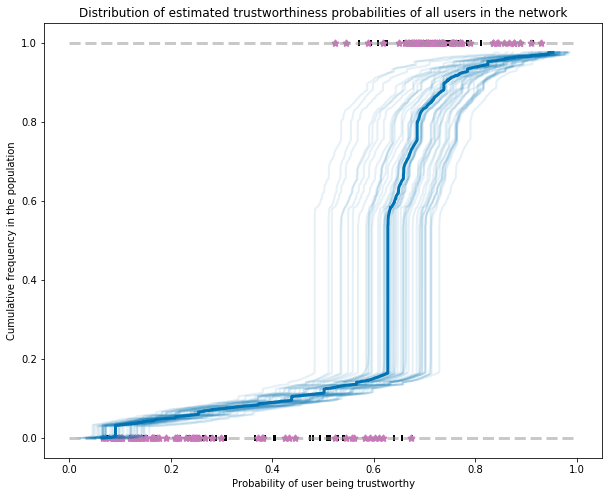 Distribution of estimated trustworthiness probabilities of all users in the network
1.0
0.8
0.6
0.4
0.2
0.0
Cumulative frequency in the population
0.0 0.2 0.4 0.6 0.8 1.0
Probability of user being trustworthy